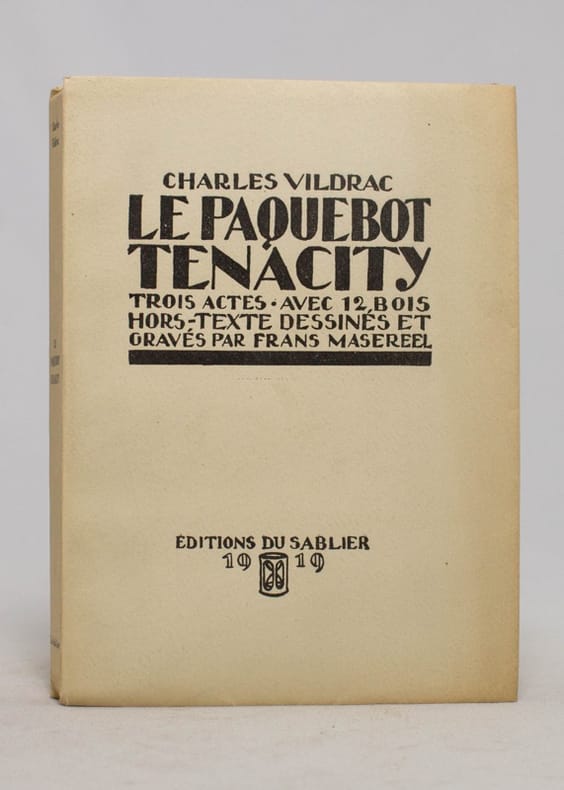 CHARLES VILDRAC
LE PAQUEBOT
TENACITY
TROIS ACTES · AVEC 12 BOIS
HORS-TEXTE DESSINÉS ET
GRAVÉS PAR FRANS MASEREEL
ÉDITIONS DU SABLIER
19 19